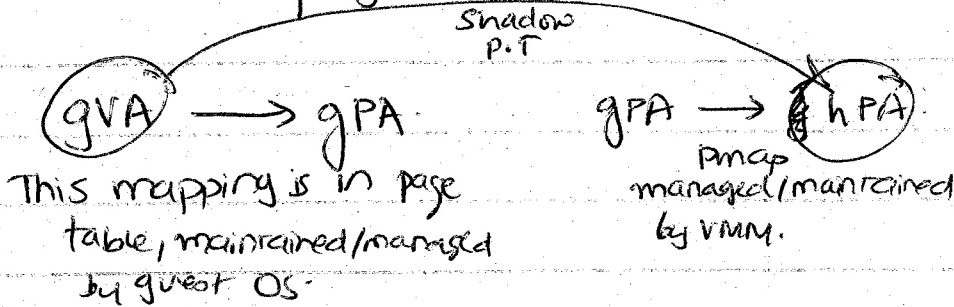 Shadow
P.T
gVA → gPA
gPA → hPA
This mapping is in page
table, maintained/managed
by guest OS.
pmap
managed/maintained
by VMM.